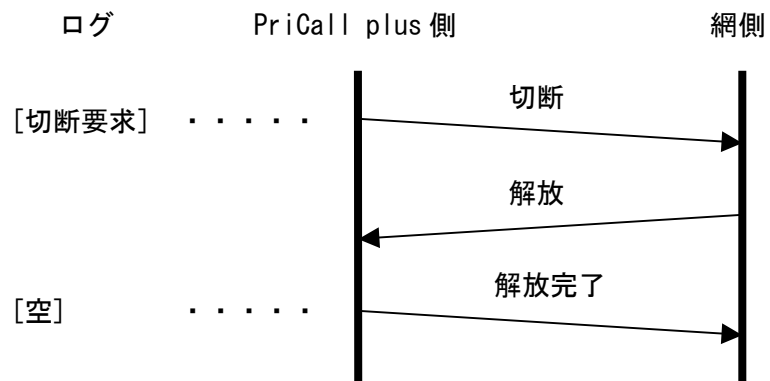 ログ PriCall plus 側 網側
切断
[切断要求] ・・・・・
解放
解放完了
[空] ・・・・・